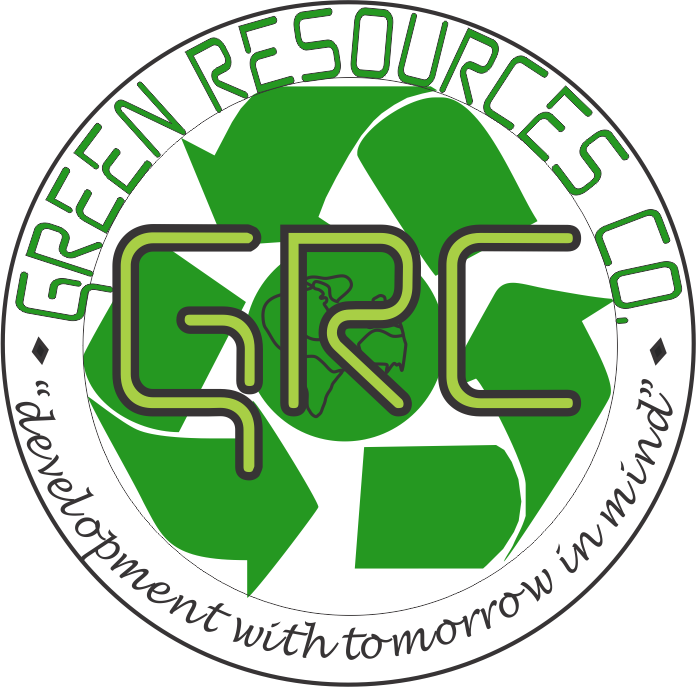 GREEN RESOURCES CO.
GRC
“development with tomorrow in mind”